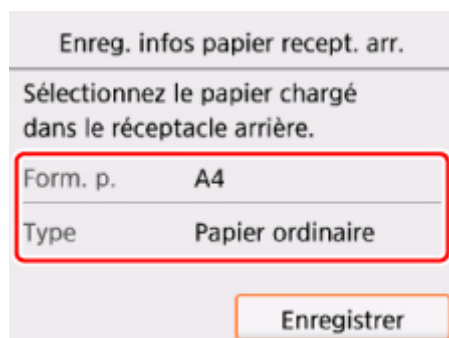 Enreg. infos papier recept. arr.
Sélectionnez le papier chargé
dans le réceptacle arrière.
Form. p. A4
Type Papier ordinaire
Enregistrer